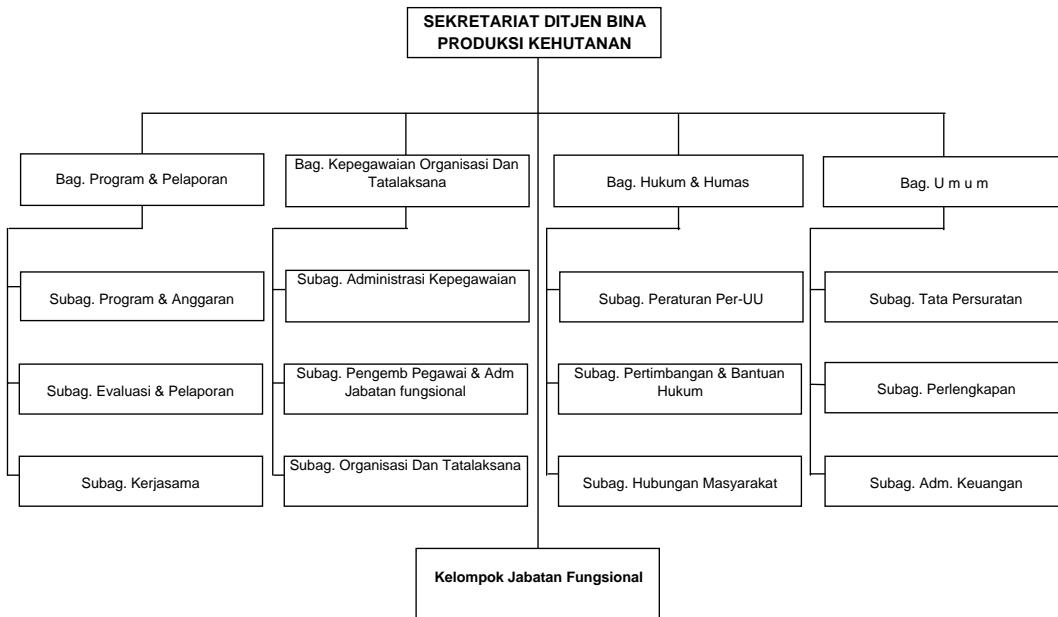 SEKRETARIAT DITJEN BINA
PRODUKSI KEHUTANAN
Bag. Program & Pelaporan
Bag. Kepegawaian Organisasi Dan
Tatalaksana
Bag. Hukum & Humas
Bag. U m u m
Subag. Program & Anggaran
Subag. Administrasi Kepegawaian
Subag. Peraturan Per-UU
Subag. Tata Persuratan
Subag. Evaluasi & Pelaporan
Subag. Pengemb Pegawai & Adm
Jabatan fungsional
Subag. Pertimbangan & Bantuan
Hukum
Subag. Perlengkapan
Subag. Kerjasama
Subag. Organisasi Dan Tatalaksana
Subag. Hubungan Masyarakat
Subag. Adm. Keuangan
Kelompok Jabatan Fungsional